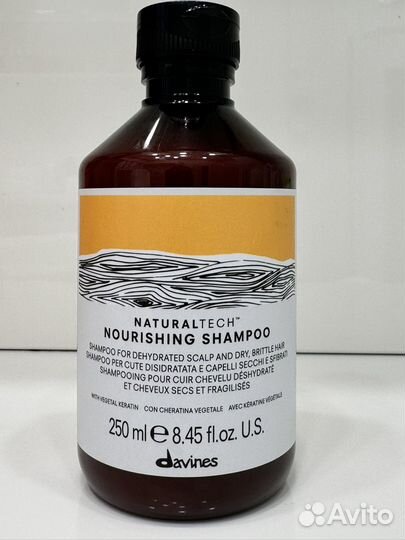 NATURALTECH™
NOURISHING SHAMPOO
SHAMPOO FOR DEHYDRATED SCALP AND DRY, BRITTLE HAIR
SHAMPOO PER CUTE DISIDRATATA E CAPELLI SECCHI E SFIBRATI
SHAMPOOING POUR CUIR CHEVELU DÉSHYDRATÉ
ET CHEVEUX SECS ET FRAGILISÉS
WITH VEGETAL KERATIN CON CHERATINA VEGETALE AVEC KÉRATINE VÉGÉTALE
250 ml ℮ 8.45 fl.oz. U.S.
davines
Avito